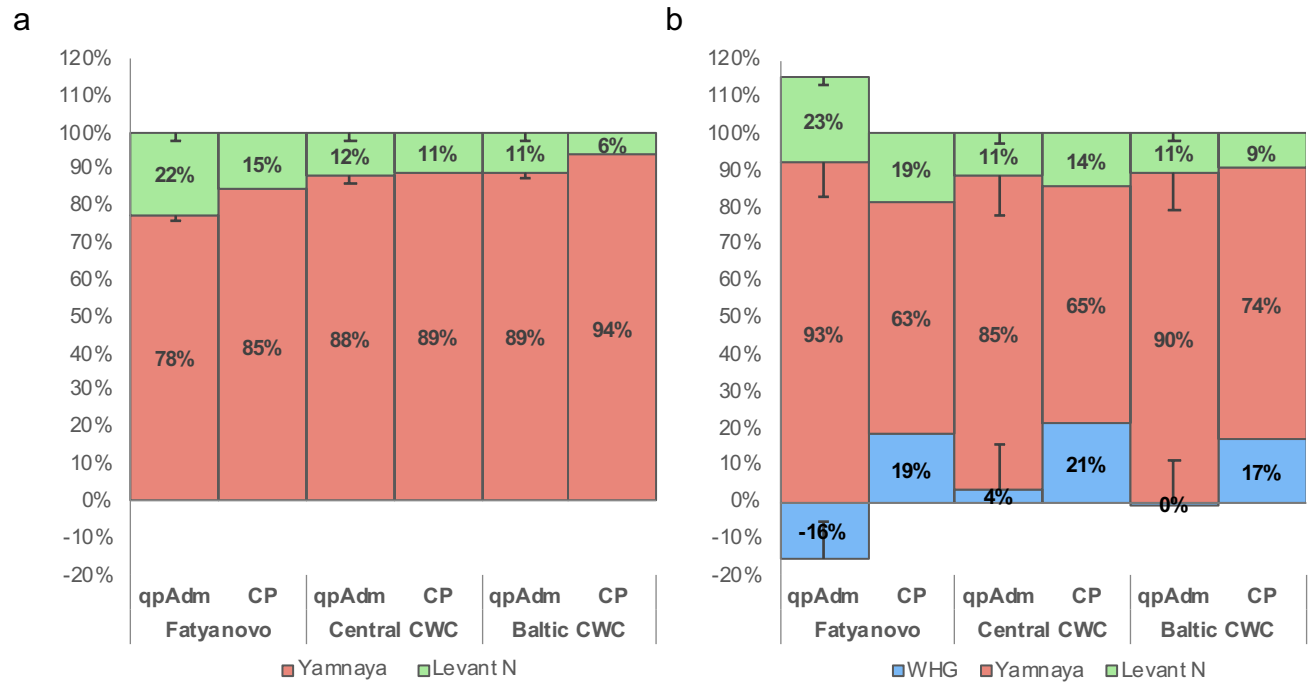 a
120%
110%
100%
90%
80%
70%
60%
50%
40%
30%
20%
10%
0%
-10%
-20%
22% 15% 12% 11% 11% 6%
78% 85% 88% 89% 89% 94%
qpAdm CP qpAdm CP qpAdm CP
Fatyanovo Central CWC Baltic CWC
Yamnaya Levant N
b
120%
110%
100%
90%
80%
70%
60%
50%
40%
30%
20%
10%
0%
-10%
-20%
23% 19% 11% 14% 11% 9%
93% 63% 85% 65% 90% 74%
-16% 19% 4% 21% 0% 17%
qpAdm CP qpAdm CP qpAdm CP
Fatyanovo Central CWC Baltic CWC
WHG Yamnaya Levant N